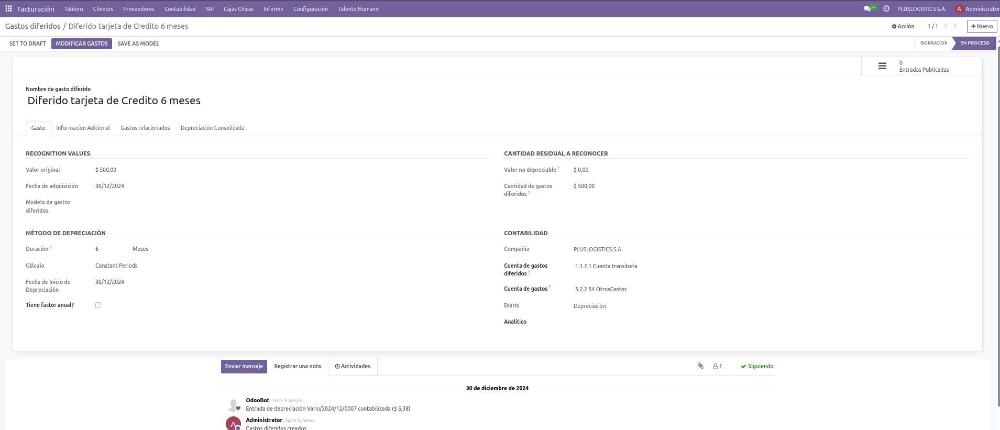 Facturación Tablero Clientes Proveedores Contabilidad SRI Cajas Chicas Informe Configuración Talento Humano 5 PLUSLOGISTICS S.A. A Administrator
Gastos diferidos / Diferido tarjeta de Credito 6 meses Acción 1 / 1 + Nuevo
SET TO DRAFT MODIFICAR GASTOS SAVE AS MODEL BORRADOR EN PROCESO
0
Entradas Publicadas
Nombre de gasto diferido
Diferido tarjeta de Credito 6 meses
Gasto Informacion Adicional Gastos relacionados Depreciación Consolidada
RECOGNITION VALUES
Valor original $ 500,00
Fecha de adquisición 30/12/2024
Modelo de gastos
diferidos
CANTIDAD RESIDUAL A RECONOCER
Valor no depreciable ? $ 0,00
Cantidad de gastos $ 500,00
diferidos ?
MÉTODO DE DEPRECIACIÓN
Duración ? 6 Meses
Cálculo Constant Periods
Fecha de Inicio de 30/12/2024
Depreciación
Tiene factor anual?
CONTABILIDAD
Compañía PLUSLOGISTICS S.A.
Cuenta de gastos 1.1.2.1 Cuenta transitoria
diferidos ?
Cuenta de gastos ? 5.2.2.54 OtrosGastos
Diario Depreciación
Analítico
Enviar mensaje Registrar una nota Actividades 1 Siguiendo
30 de diciembre de 2024
OdooBot - hace 5 meses
Entrada de depreciación Vario/2024/12/0007 contabilizada ($ 5,38)
A Administrator - hace 5 meses
Gastos diferidos creados